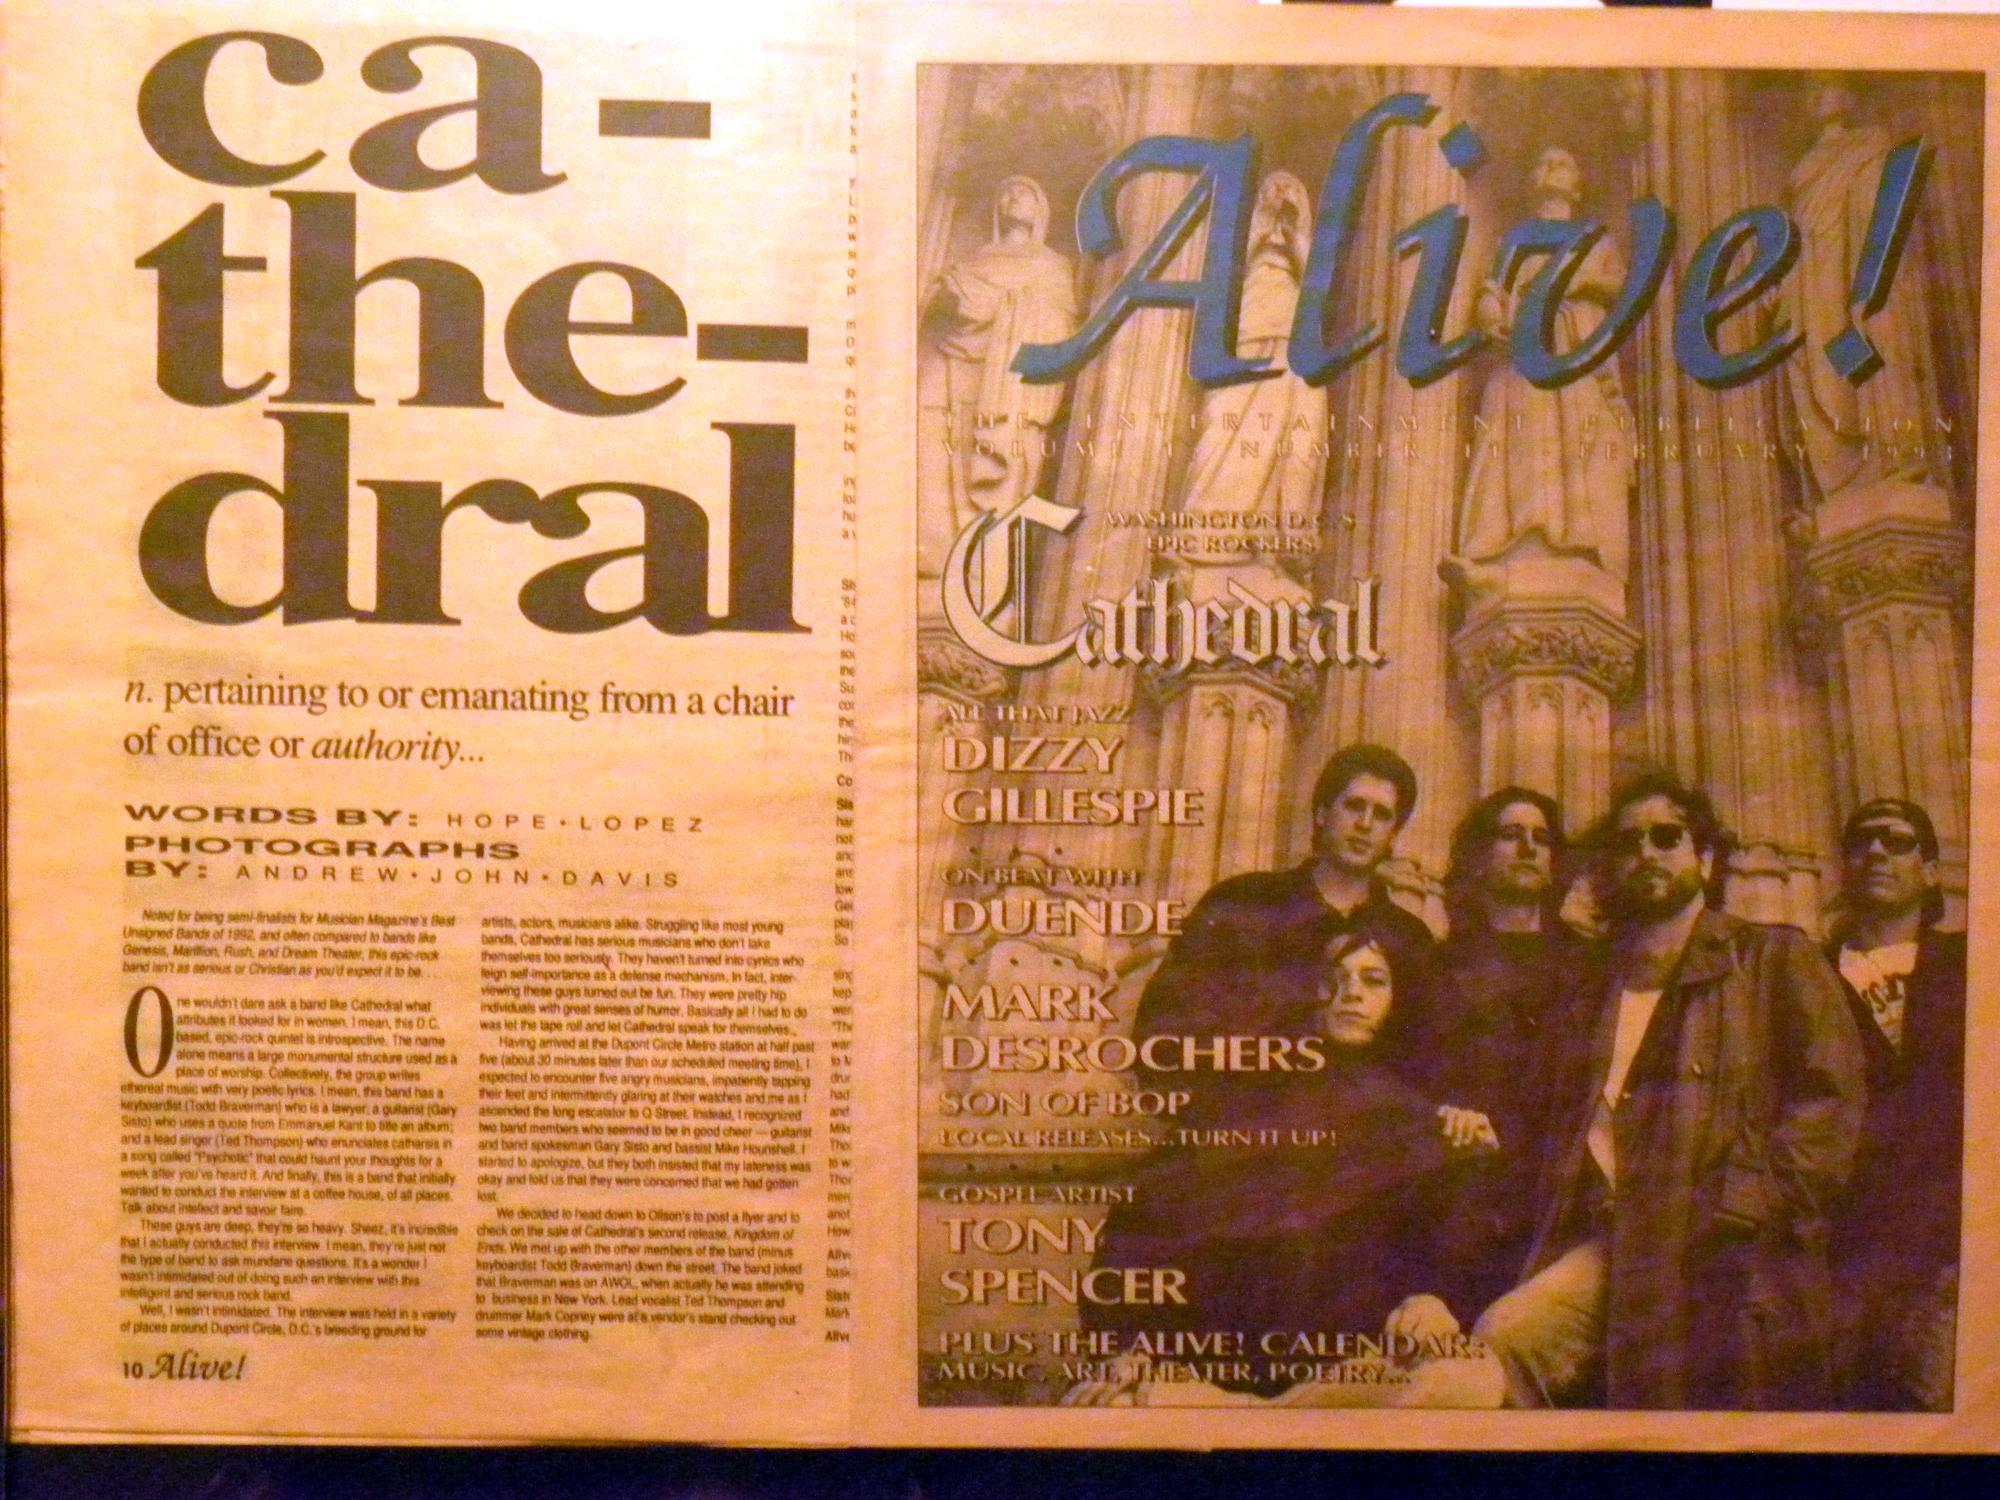 ca-
the-
dral
n. pertaining to or emanating from a chair
of office or authority...
WORDS BY: HOPE•LOPEZ
PHOTOGRAPHS
BY: ANDREW•JOHN•DAVIS
Noted for being semi-finalists for Musician Magazine's Best
Unsigned Bands of 1992, and often compared to bands like
Genesis, Marillion, Rush, and Dream Theater, this epic-rock
band isn't as serious or Christian as you'd expect it to be. . .
One wouldn't dare ask a band like Cathedral what
attributes it looked for in women. I mean, this D.C.
based, epic-rock quintet is introspective. The name
alone means a large monumental structure used as a
place of worship. Collectively, the group writes
ethereal music with very poetic lyrics. I mean, this band has a
keyboardist (Todd Braverman) who is a lawyer; a guitarist (Gary
Sisto) who uses a quote from Emmanuel Kant to title an album;
and a lead singer (Ted Thompson) who enunciates catharsis in
a song called "Psychotic" that could haunt your thoughts for a
week after you've heard it. And finally, this is a band that initially
wanted to conduct the interview at a coffee house, of all places.
Talk about intellect and savoir faire.
These guys are deep, they're so heavy. Sheez, it's incredible
that I actually conducted this interview. I mean, they're just not
the type of band to ask mundane questions. It's a wonder I
wasn't intimidated out of doing such an interview with this
intelligent and serious rock band.
Well, I wasn't intimidated. The interview was held in a variety
of places around Dupont Circle, D.C.'s breeding ground for
artists, actors, musicians alike. Struggling like most young
bands, Cathedral has serious musicians who don't take
themselves too seriously. They haven't turned into cynics who
feign self-importance as a defense mechanism. In fact, inter-
viewing these guys turned out be fun. They were pretty hip
individuals with great senses of humor. Basically all I had to do
was let the tape roll and let Cathedral speak for themselves.
Having arrived at the Dupont Circle Metro station at half past
five (about 30 minutes later than our scheduled meeting time), I
expected to encounter five angry musicians, impatiently tapping
their feet and intermittently glaring at their watches and me as I
ascended the long escalator to Q Street. Instead, I recognized
two band members who seemed to be in good cheer — guitarist
and band spokesman Gary Sisto and bassist Mike Hounshell. I
started to apologize, but they both insisted that my lateness was
okay and told us that they were concerned that we had gotten
lost.
We decided to head down to Olsson's to post a flyer and to
check on the sale of Cathedral's second release, Kingdom of
Ends. We met up with the other members of the band (minus
keyboardist Todd Braverman) down the street. The band joked
that Braverman was on AWOL, when actually he was attending
to business in New York. Lead vocalist Ted Thompson and
drummer Mark Copney were at a vendor's stand checking out
some vintage clothing.
10 Alive!
Alive!
THE ENTERTAINMENT PUBLICATION
VOLUME 1, NUMBER 11 - FEBRUARY, 1993
WASHINGTON D.C.'S
EPIC ROCKERS
Cathedral
ALL THAT JAZZ
DIZZY
GILLESPIE
ON BEAT WITH
DUENDE
MARK
DESROCHERS
SON OF BOP
LOCAL RELEASES...TURN IT UP!
GOSPEL ARTIST
TONY
SPENCER
PLUS THE ALIVE! CALENDAR:
MUSIC, ART, THEATER, POETRY...